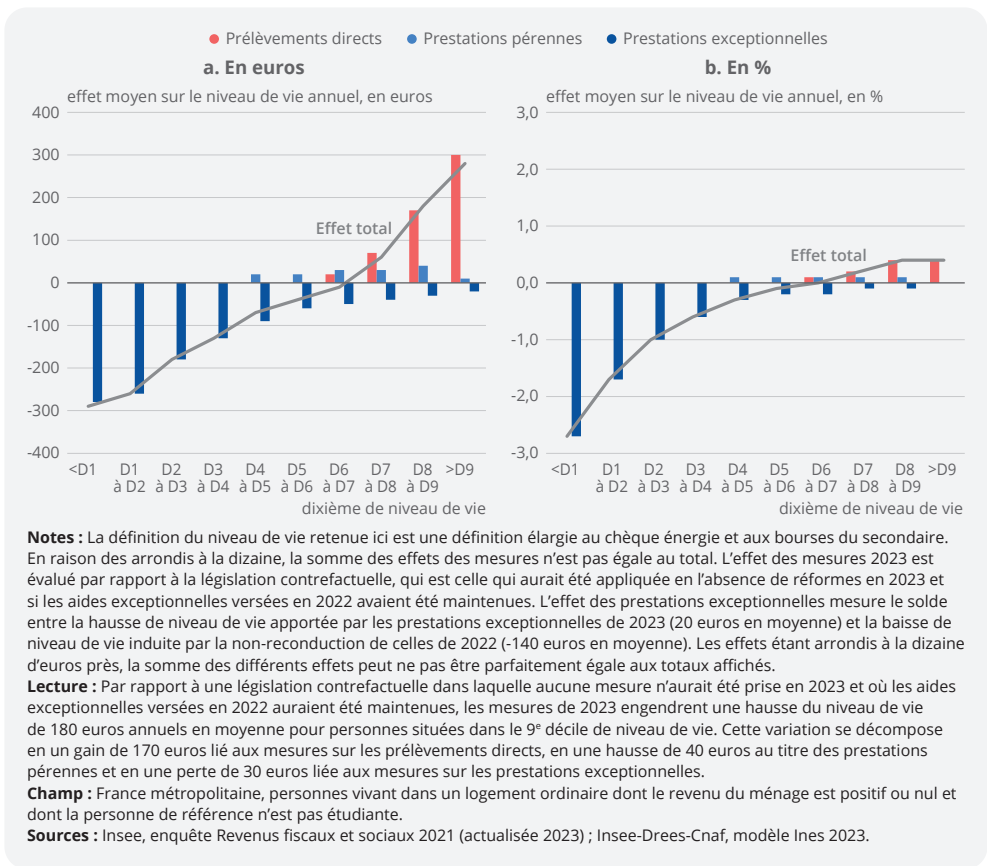 Prélèvements directs Prestations pérennes Prestations exceptionnelles
a. En euros
effet moyen sur le niveau de vie annuel, en euros
400
300
200
100
0
-100
-200
-300
-400
Effet total
<D1 D1 D2 D3 D4 D5 D6 D7 D8 >D9
à D2 à D3 à D4 à D5 à D6 à D7 à D8 à D9
dixième de niveau de vie
b. En %
effet moyen sur le niveau de vie annuel, en %
3,0
2,0
1,0
0,0
-1,0
-2,0
-3,0
Effet total
<D1 D1 D2 D3 D4 D5 D6 D7 D8 >D9
à D2 à D3 à D4 à D5 à D6 à D7 à D8 à D9
dixième de niveau de vie
Notes : La définition du niveau de vie retenue ici est une définition élargie au chèque énergie et aux bourses du secondaire.
En raison des arrondis à la dizaine, la somme des effets des mesures n'est pas égale au total. L'effet des mesures 2023 est
évalué par rapport à la législation contrefactuelle, qui est celle qui aurait été appliquée en l'absence de réformes en 2023 et
si les aides exceptionnelles versées en 2022 avaient été maintenues. L'effet des prestations exceptionnelles mesure le solde
entre la hausse de niveau de vie apportée par les prestations exceptionnelles de 2023 (20 euros en moyenne) et la baisse de
niveau de vie induite par la non-reconduction de celles de 2022 (-140 euros en moyenne). Les effets étant arrondis à la dizaine
d'euros près, la somme des différents effets peut ne pas être parfaitement égale aux totaux affichés.
Lecture : Par rapport à une législation contrefactuelle dans laquelle aucune mesure n'aurait été prise en 2023 et où les aides
exceptionnelles versées en 2022 auraient été maintenues, les mesures de 2023 engendrent une hausse du niveau de vie
de 180 euros annuels en moyenne pour personnes situées dans le 9e décile de niveau de vie. Cette variation se décompose
en un gain de 170 euros lié aux mesures sur les prélèvements directs, en une hausse de 40 euros au titre des prestations
pérennes et en une perte de 30 euros liée aux mesures sur les prestations exceptionnelles.
Champ : France métropolitaine, personnes vivant dans un logement ordinaire dont le revenu du ménage est positif ou nul et
dont la personne de référence n'est pas étudiante.
Sources : Insee, enquête Revenus fiscaux et sociaux 2021 (actualisée 2023) ; Insee-Drees-Cnaf, modèle Ines 2023.